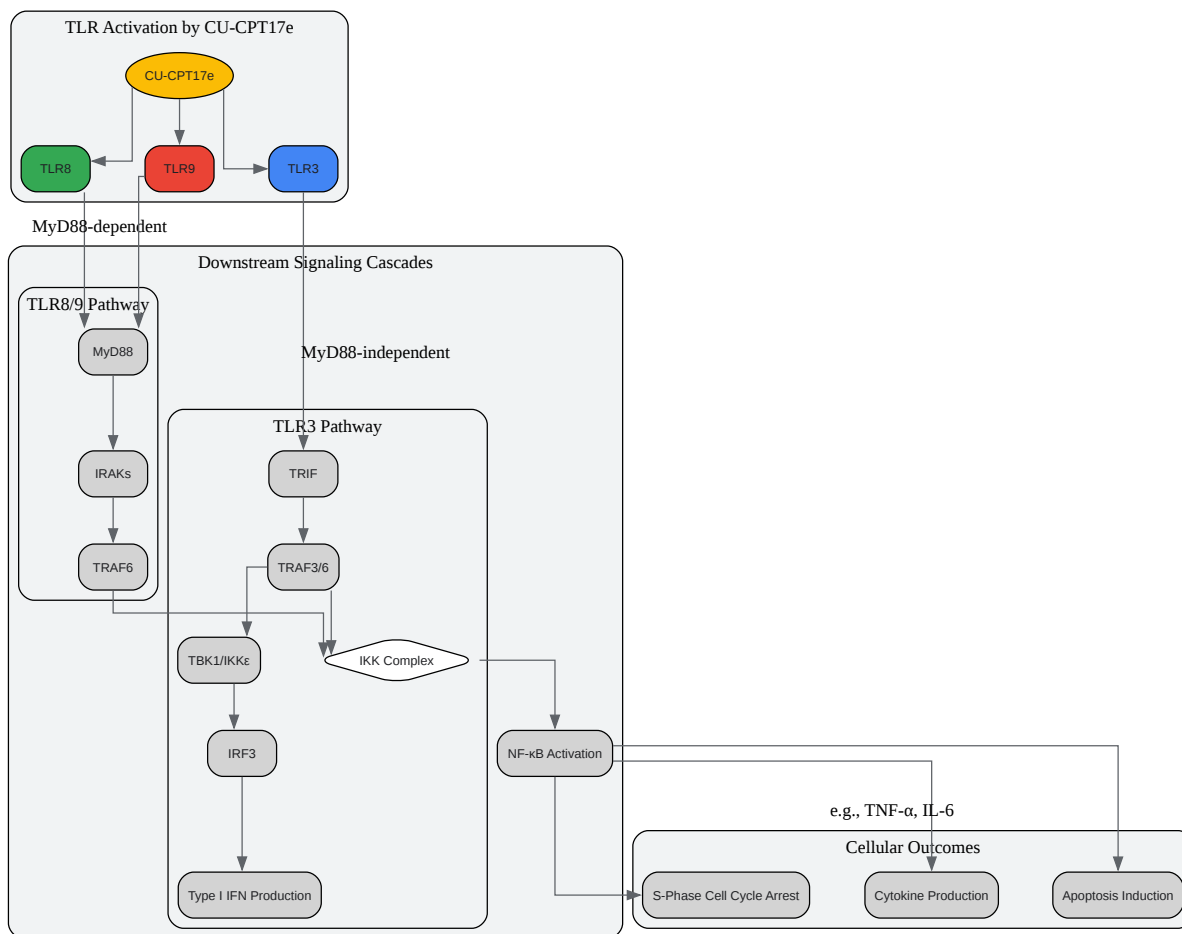 TLR Activation by CU-CPT17e
CU-CPT17e
TLR8
TLR9
TLR3
MyD88-dependent
Downstream Signaling Cascades
TLR8/9 Pathway
MyD88
MyD88-independent
TLR3 Pathway
IRAKs
TRIF
TRAF6
TRAF3/6
TBK1/IKKε
IKK Complex
IRF3
NF-κB Activation
e.g., TNF-α, IL-6
Cellular Outcomes
Type I IFN Production
S-Phase Cell Cycle Arrest
Cytokine Production
Apoptosis Induction